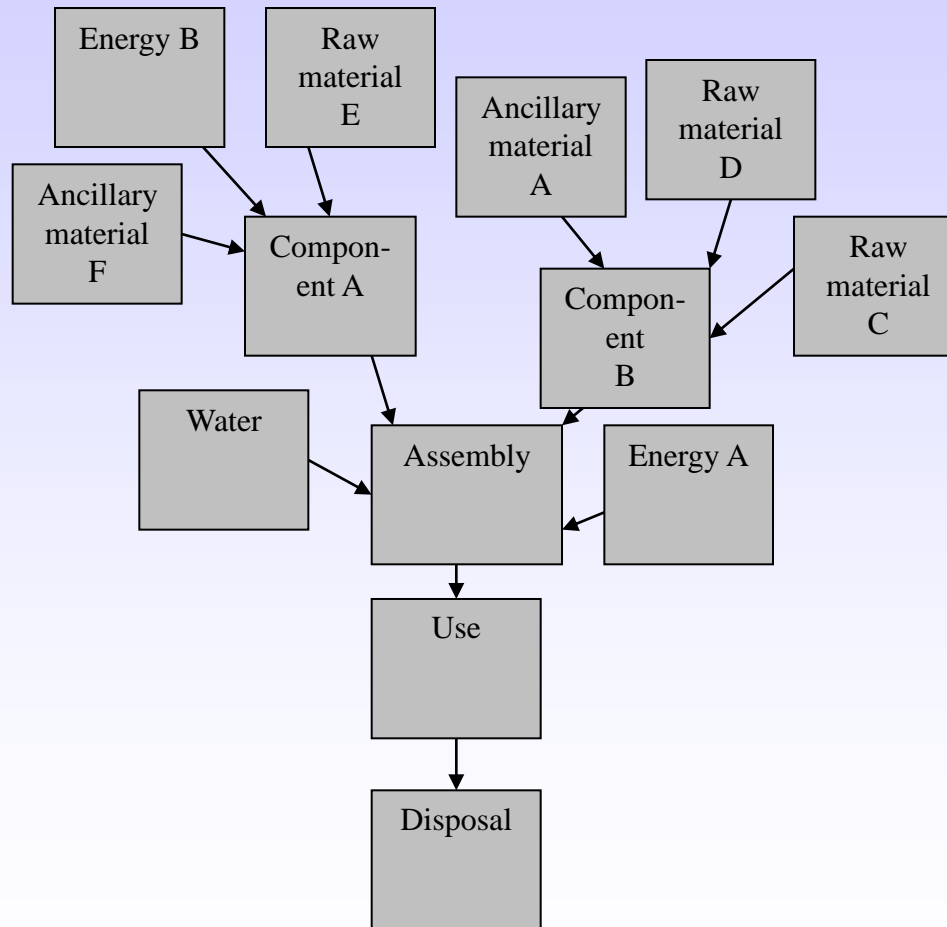 Energy B
Raw
material
E
Ancillary
material
A
Raw
material
D
Ancillary
material
F
Compon-
ent A
Compon-
ent
B
Raw
material
C
Water
Assembly
Energy A
Use
Disposal